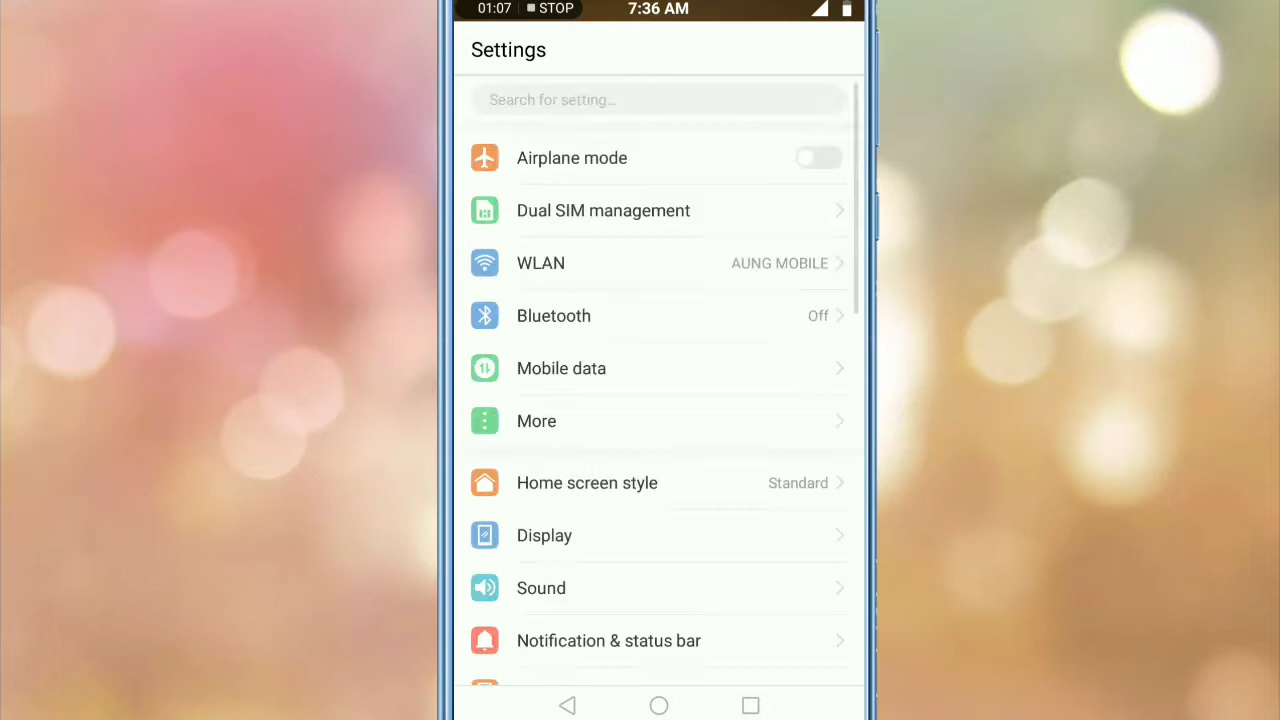 01:07 STOP 7:36 AM
Settings
Search for setting...
Airplane mode
Dual SIM management
WLAN AUNG MOBILE
Bluetooth Off
Mobile data
More
Home screen style Standard
Display
Sound
Notification & status bar